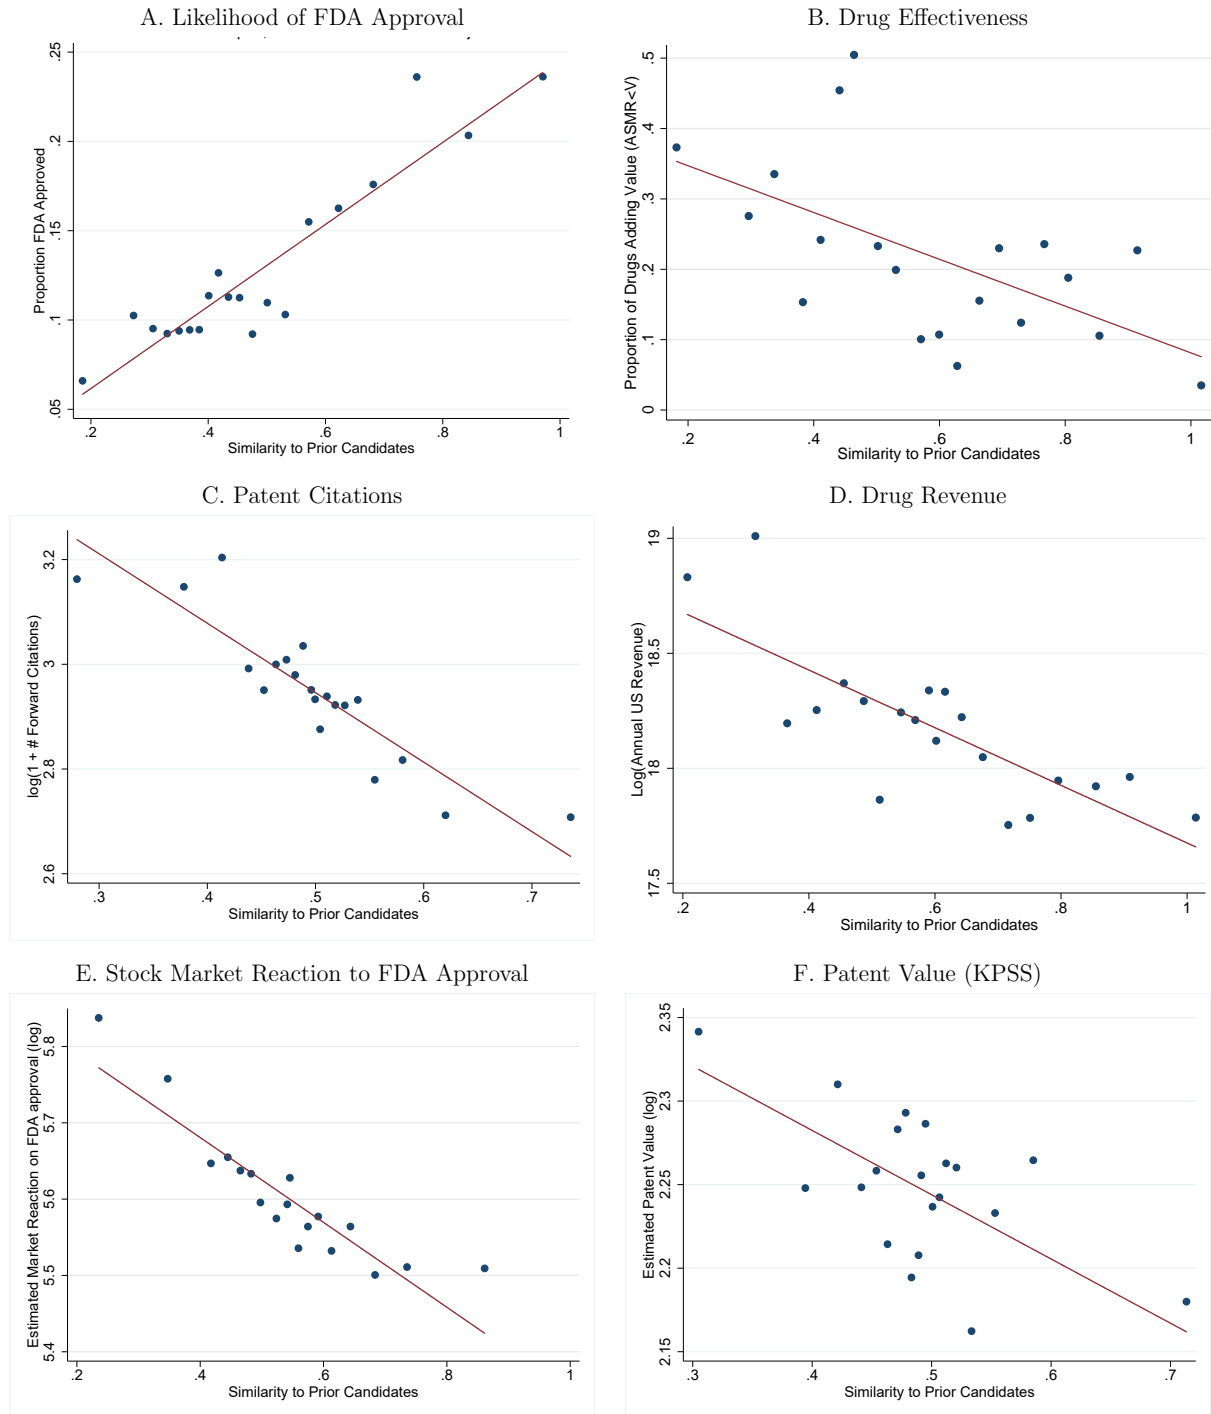 A. Likelihood of FDA Approval
Proportion FDA Approved
.25
.2
.15
.1
.05
.2 .4 .6 .8 1
Similarity to Prior Candidates
B. Drug Effectiveness
Proportion of Drugs Adding Value (ASMR<V)
.5
.4
.3
.2
.1
0
.2 .4 .6 .8 1
Similarity to Prior Candidates
C. Patent Citations
log(1 + # Forward Citations)
3.2
3
2.8
2.6
.3 .4 .5 .6 .7
Similarity to Prior Candidates
D. Drug Revenue
Log(Annual US Revenue)
19
18.5
18
17.5
.2 .4 .6 .8 1
Similarity to Prior Candidates
E. Stock Market Reaction to FDA Approval
Estimated Market Reaction on FDA approval (log)
5.8
5.7
5.6
5.5
5.4
.2 .4 .6 .8 1
Similarity to Prior Candidates
F. Patent Value (KPSS)
Estimated Patent Value (log)
2.35
2.3
2.25
2.2
2.15
.3 .4 .5 .6 .7
Similarity to Prior Candidates